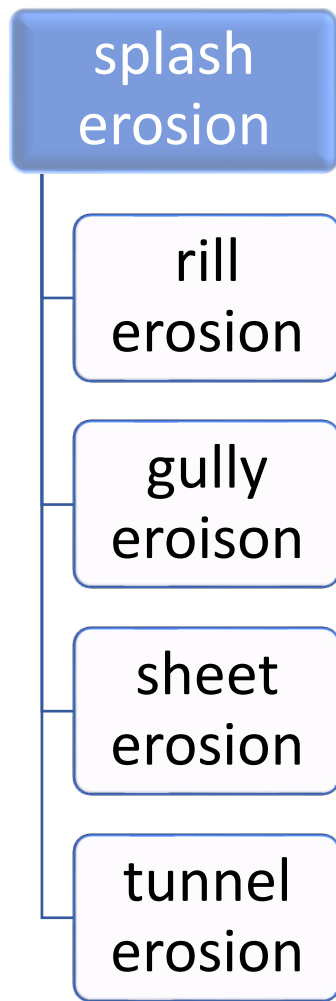 splash
erosion
rill
erosion
gully
eroison
sheet
erosion
tunnel
erosion